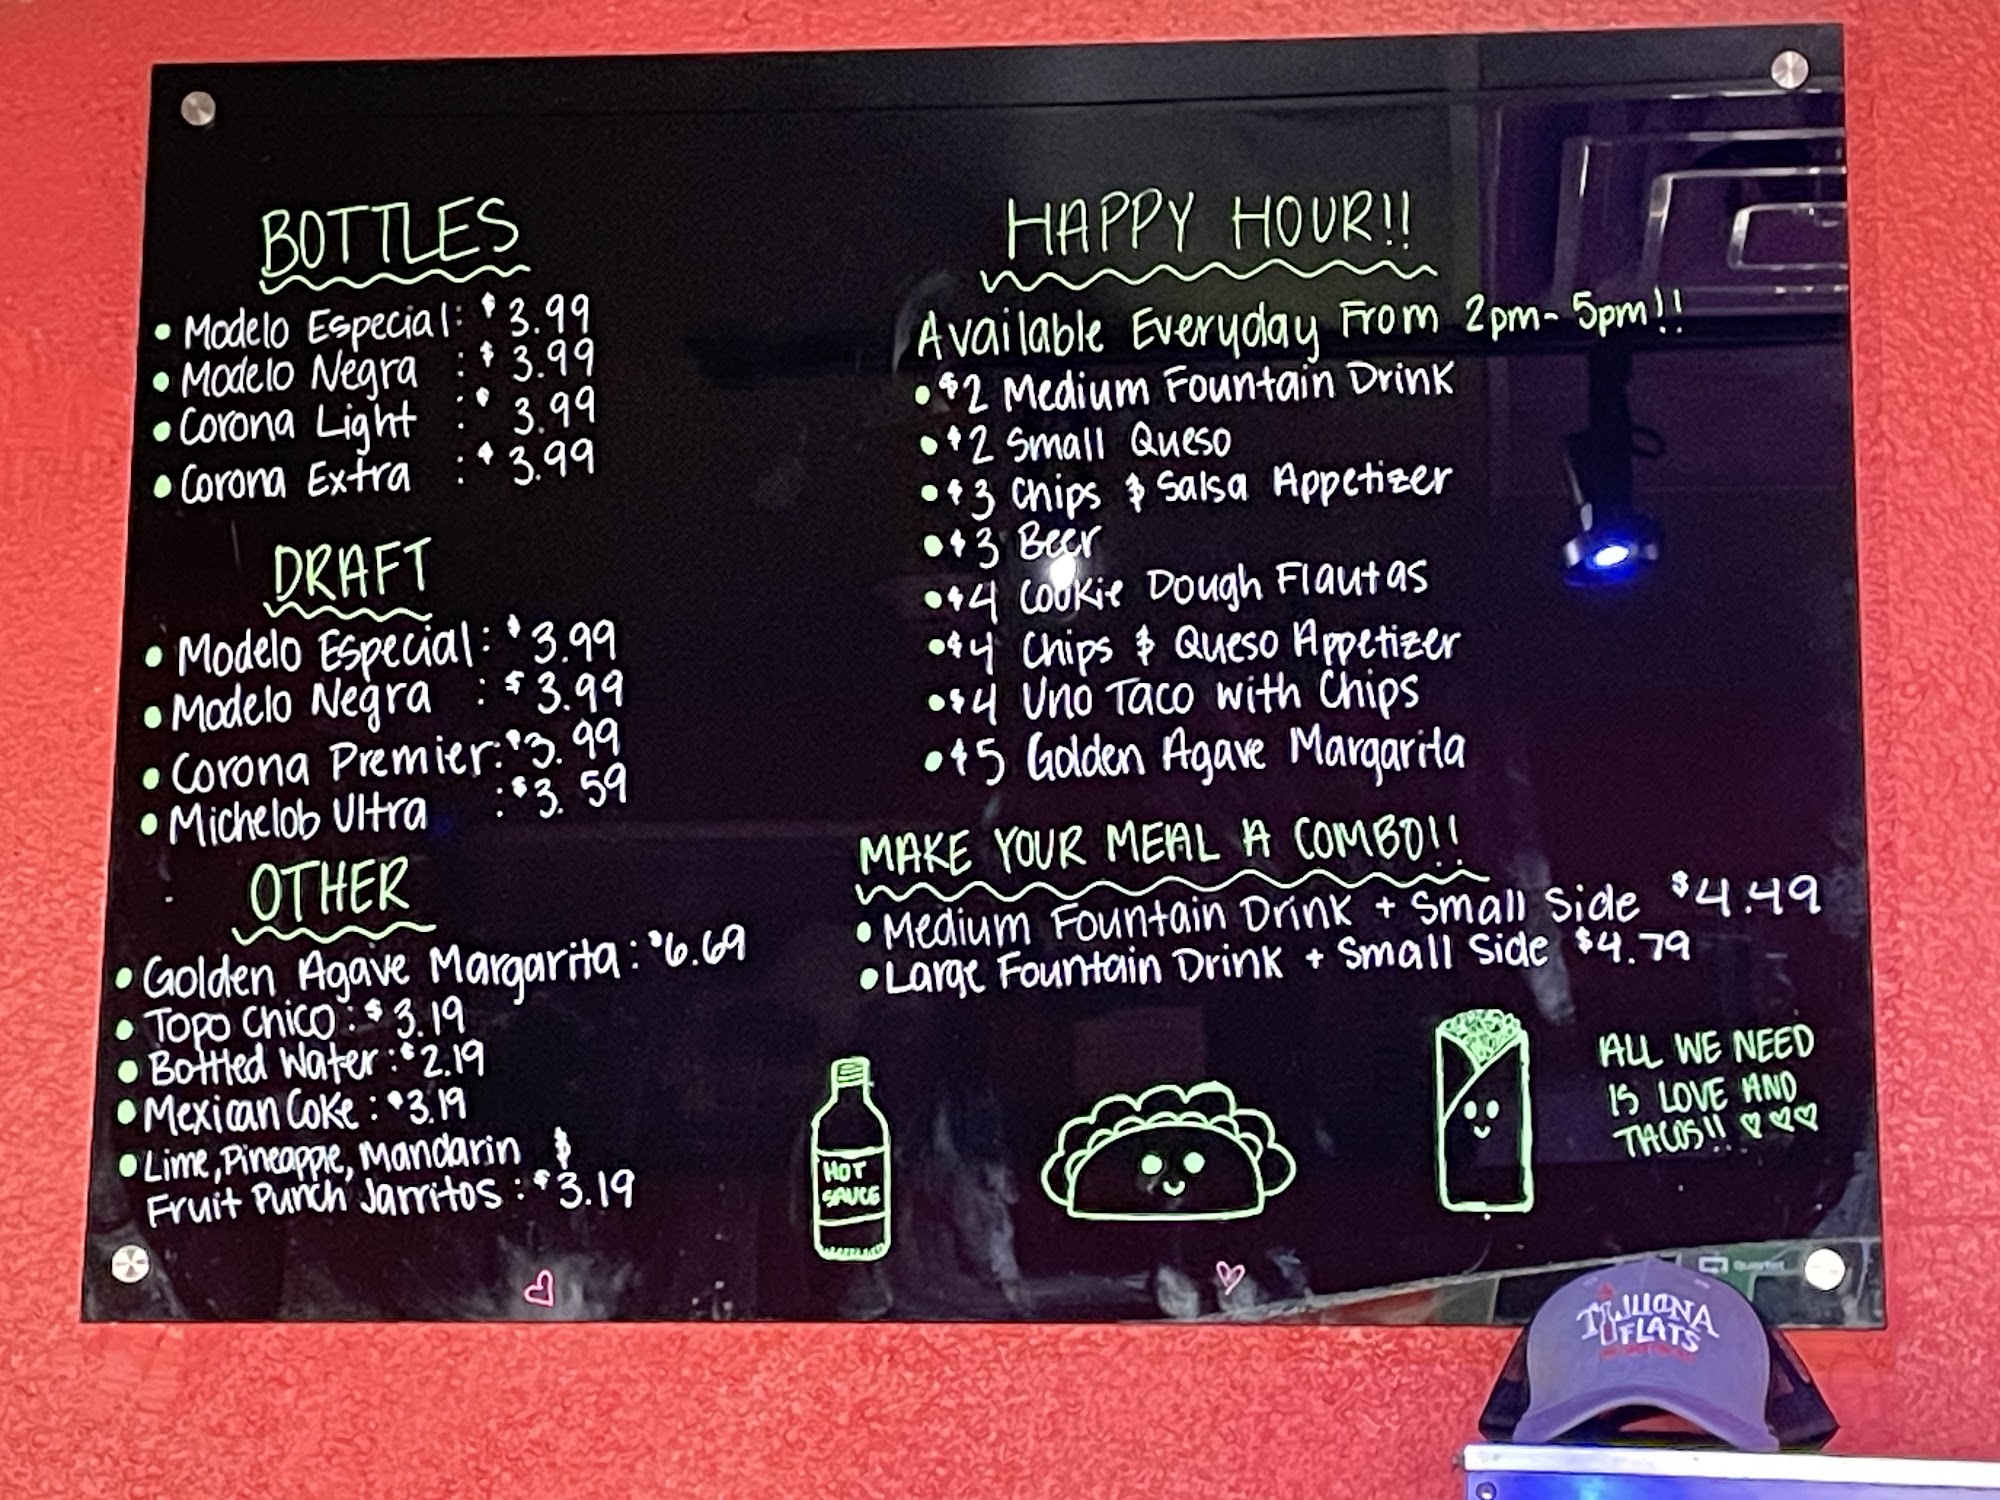 BOTTLES
• Modelo Especial: $3.99
• Modelo Negra : $3.99
• Corona Light : $3.99
• Corona Extra : $3.99
DRAFT
• Modelo Especial: $3.99
• Modelo Negra : $3.99
• Corona Premier: $3.99
• Michelob Ultra : $3.59
OTHER
• Golden Agave Margarita: $6.69
• Topo Chico: $3.19
• Bottled Water: $2.19
• Mexican Coke: $3.19
• Lime, Pineapple, Mandarin &
Fruit Punch Jarritos: $3.19
HAPPY HOUR!!
Available Everyday From 2pm-5pm!!
• $2 Medium Fountain Drink
• $2 Small Queso
• $3 Chips & Salsa Appetizer
• $3 Beer
• $4 Cookie Dough Flautas
• $4 Chips & Queso Appetizer
• $4 Uno Taco with Chips
• $5 Golden Agave Margarita
MAKE YOUR MEAL A COMBO!!
• Medium Fountain Drink + Small Side $4.49
• Large Fountain Drink + Small Side $4.79
HOT
SAUCE
ALL WE NEED
IS LOVE AND
TACOS!! ♡♡♡
Quartet
TIJUANA
FLATS